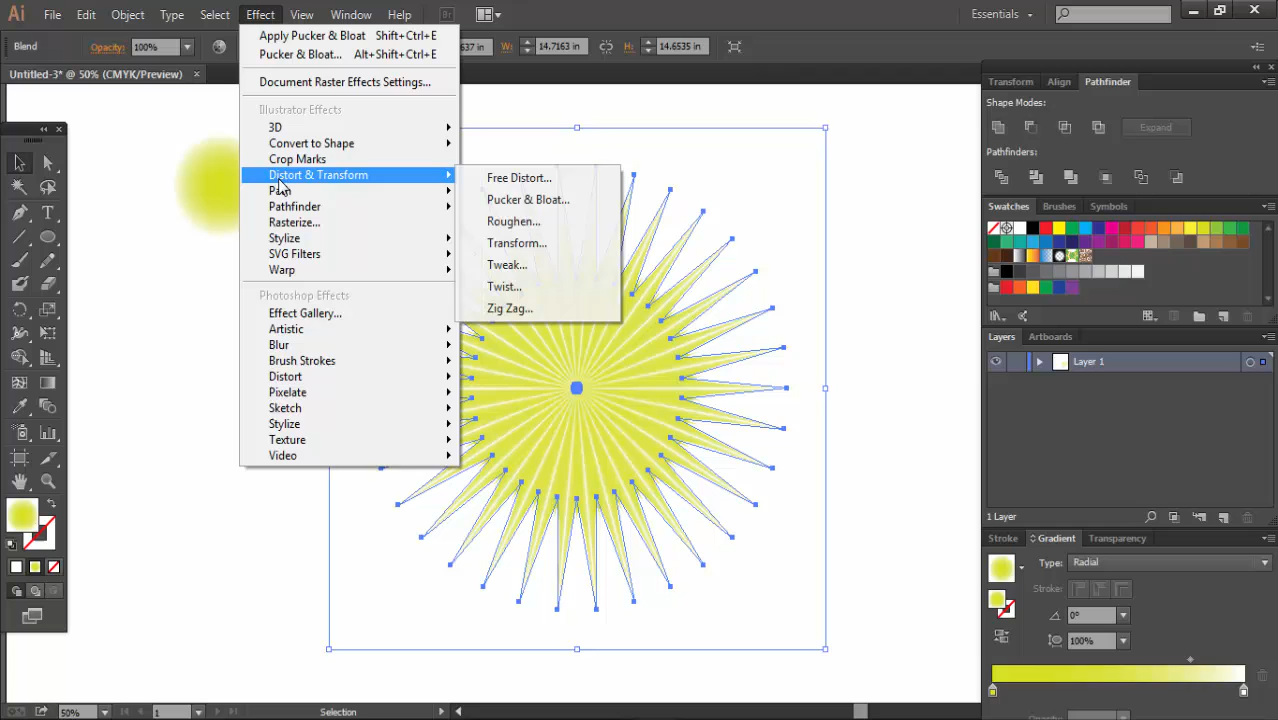 Ai File Edit Object Type Select Effect View Window Help Br Essentials
Blend Opacity: 100% W: 14.7163 in H: 14.6535 in
Untitled-3* @ 50% (CMYK/Preview)
Apply Pucker & Bloat Shift+Ctrl+E
Pucker & Bloat... Alt+Shift+Ctrl+E
Document Raster Effects Settings...
Illustrator Effects
3D
Convert to Shape
Crop Marks
Distort & Transform
Path
Pathfinder
Rasterize...
Stylize
SVG Filters
Warp
Photoshop Effects
Effect Gallery...
Artistic
Blur
Brush Strokes
Distort
Pixelate
Sketch
Stylize
Texture
Video
Free Distort...
Pucker & Bloat...
Roughen...
Transform...
Tweak...
Twist...
Zig Zag...
Transform Align Pathfinder
Shape Modes:
Expand
Pathfinders:
Swatches Brushes Symbols
Layers Artboards
Layer 1
1 Layer
Stroke Gradient Transparency
Type: Radial
Stroke:
0°
100%
50% 1 Selection